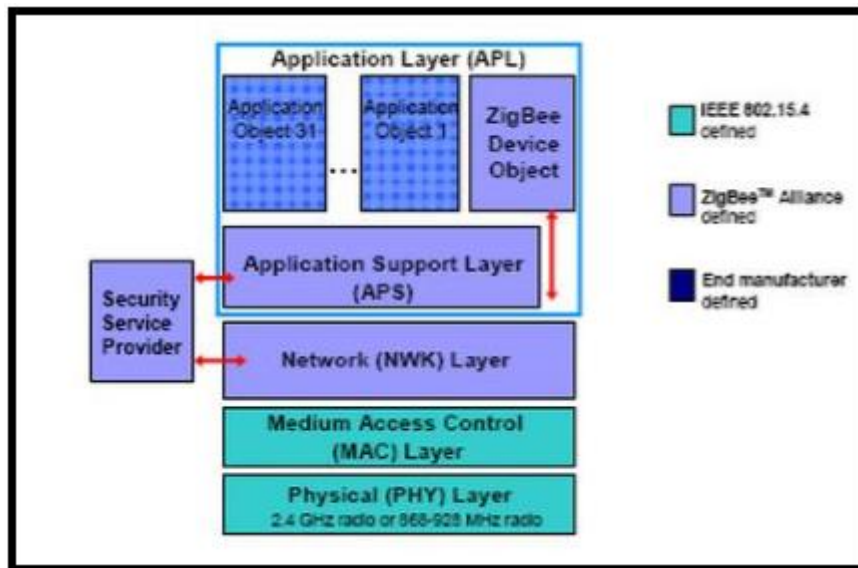 Application Layer (APL)
Application
Object 31
...
Application
Object 1
ZigBee
Device
Object
Application Support Layer
(APS)
Security
Service
Provider
Network (NWK) Layer
Medium Access Control
(MAC) Layer
Physical (PHY) Layer
2.4 GHz radio or 868-928 MHz radio
IEEE 802.15.4
defined
ZigBee™ Alliance
defined
End manufacturer
defined